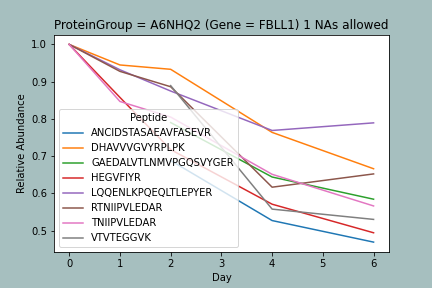 ProteinGroup = A6NHQ2 (Gene = FBLL1) 1 NAs allowed
1.0
0.9
0.8
0.7
0.6
0.5
Relative Abundance
Peptide
ANCIDSTASAEAVFASEVR
DHAVVVGVYRPLPK
GAEDALVTLNMVPGQSVYGER
HEGVFIYR
LQQENLKPQEQLTLEPYER
RTNIIPVLEDAR
TNIIPVLEDAR
VTVTEGGVK
0 1 2 3 4 5 6
Day